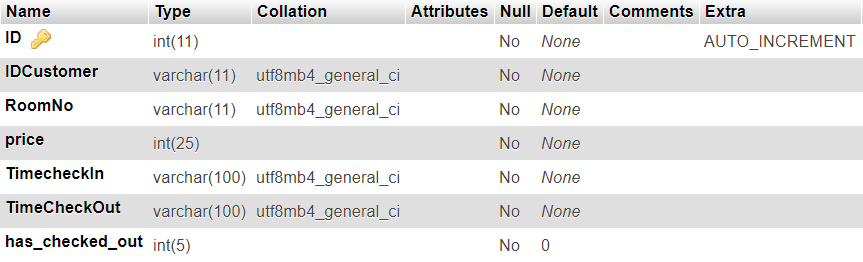 Name Type Collation Attributes Null Default Comments Extra
ID int(11) No None AUTO_INCREMENT
IDCustomer varchar(11) utf8mb4_general_ci No None
RoomNo varchar(11) utf8mb4_general_ci No None
price int(25) No None
TimecheckIn varchar(100) utf8mb4_general_ci No None
TimeCheckOut varchar(100) utf8mb4_general_ci No None
has_checked_out int(5) No 0